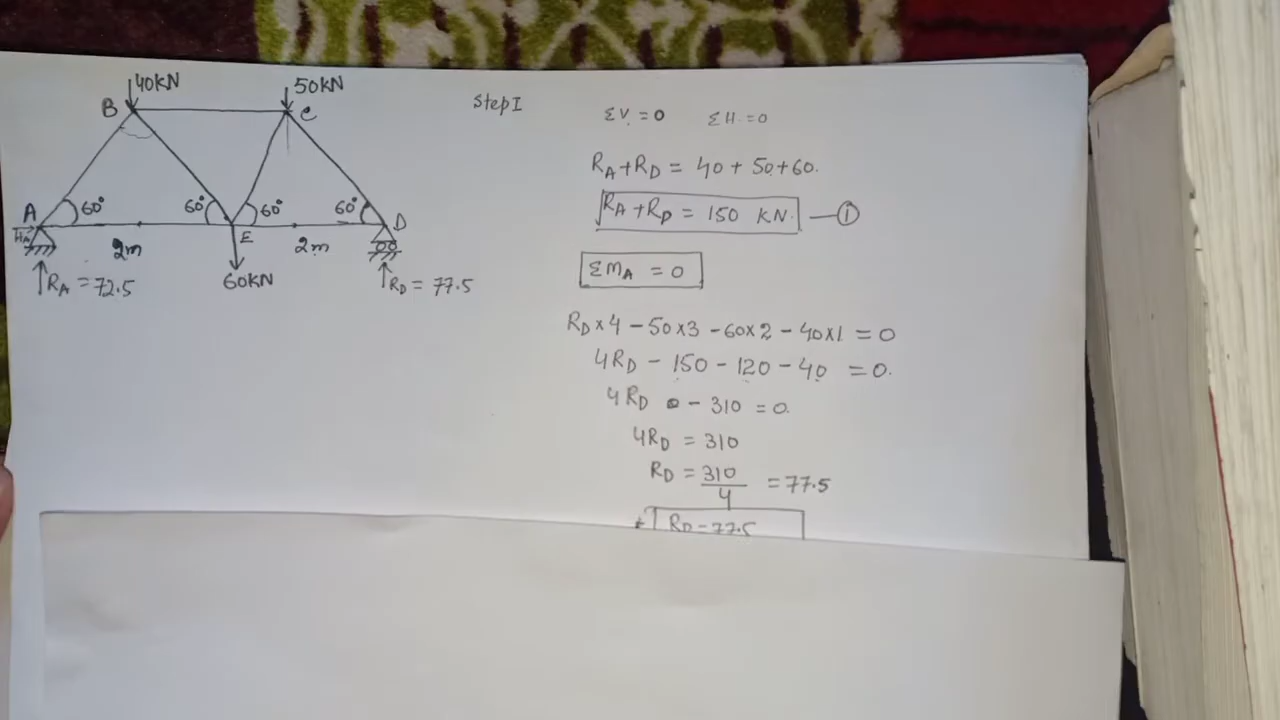 40KN 50KN
B C
A 60° 60° 60° 60° D
HA 2m E 2m
RA = 72.5 60KN RD = 77.5
Step I
ΣV = 0 ΣH = 0
RA+RD = 40 + 50+60.
RA+RD = 150 KN. — ①
ΣMA = 0
RD×4 - 50×3 - 60×2 - 40×1 = 0
4RD - 150 - 120 - 40 = 0.
4RD - 310 = 0.
4RD = 310
RD = 310/4 = 77.5
RD = 77.5